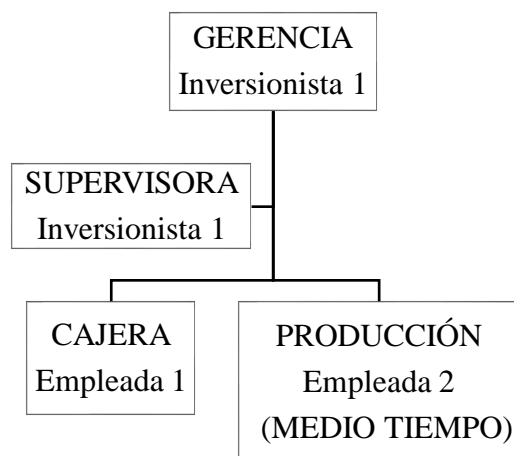 GERENCIA
Inversionista 1
SUPERVISORA
Inversionista 1
CAJERA
Empleada 1
PRODUCCIÓN
Empleada 2
(MEDIO TIEMPO)